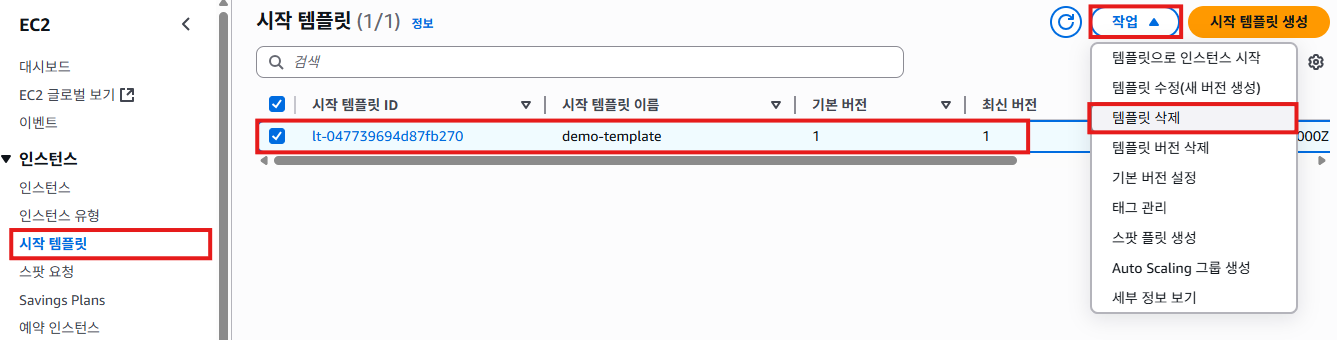 EC2
대시보드
EC2 글로벌 보기
이벤트
인스턴스
인스턴스
인스턴스 유형
시작 템플릿
스팟 요청
Savings Plans
예약 인스턴스
시작 템플릿 (1/1) 정보
작업
시작 템플릿 생성
검색
시작 템플릿 ID 시작 템플릿 이름 기본 버전 최신 버전
lt-047739694d87fb270 demo-template 1 1 000Z
템플릿으로 인스턴스 시작
템플릿 수정(새 버전 생성)
템플릿 삭제
템플릿 버전 삭제
기본 버전 설정
태그 관리
스팟 플릿 생성
Auto Scaling 그룹 생성
세부 정보 보기